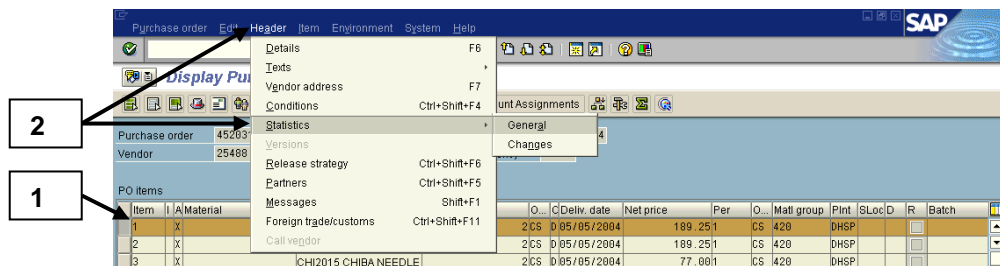 Purchase order Edit Header Item Environment System Help
SAP
Details F6
Texts
Display Pu
Vendor address F7
Conditions Ctrl+Shift+F4
unt Assignments
2
Statistics
General
Purchase order 45203
4
Versions
Changes
Vendor 25488
Release strategy Ctrl+Shift+F6
Partners Ctrl+Shift+F5
1
PO items
Messages Shift+F1
Item I A Material
O... C Deliv. date Net price Per O... Matl group Plnt SLoc D R Batch
Foreign trade/customs Ctrl+Shift+F11
1 X
2 CS D 05/05/2004 189.25 1 CS 420 DHSP
Call vendor
2 X
2 CS D 05/05/2004 189.25 1 CS 420 DHSP
3 X CHI2015 CHIBA NEEDLE 2 CS D 05/05/2004 77.00 1 CS 420 DHSP